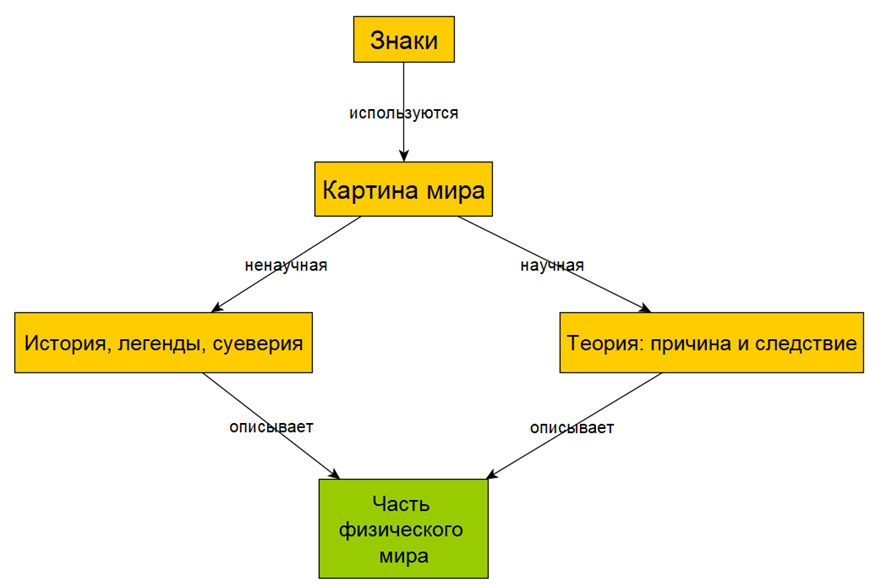 Знаки
используются
Картина мира
ненаучная
научная
История, легенды, суеверия
Теория: причина и следствие
описывает
описывает
Часть
физического
мира